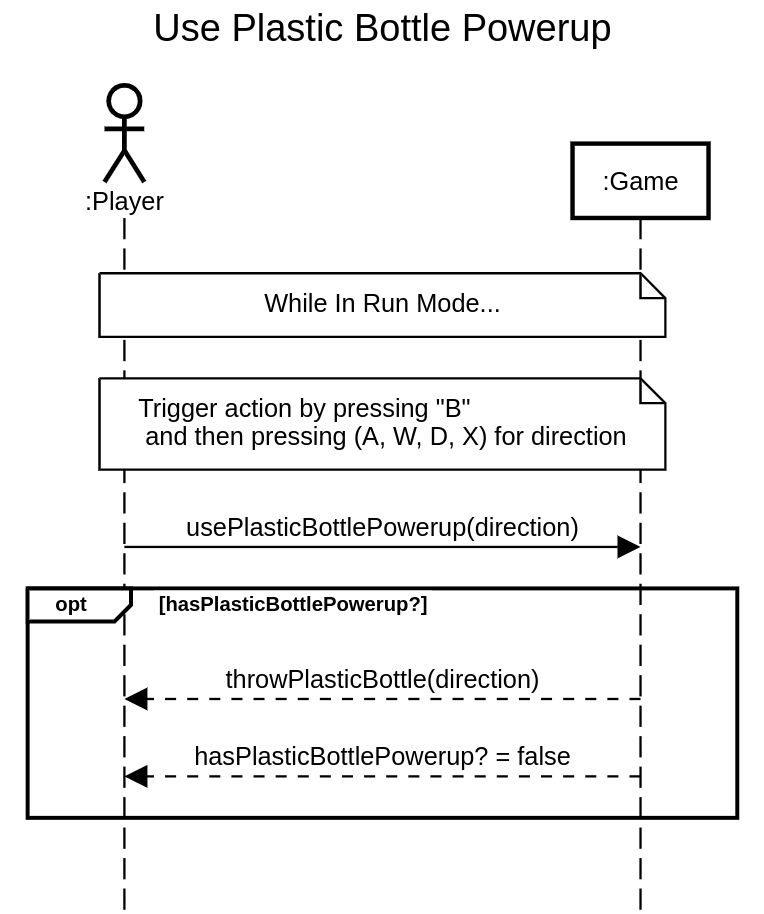 Use Plastic Bottle Powerup
:Player
:Game
While In Run Mode...
Trigger action by pressing "B"
and then pressing (A, W, D, X) for direction
usePlasticBottlePowerup(direction)
opt
[hasPlasticBottlePowerup?]
throwPlasticBottle(direction)
hasPlasticBottlePowerup? = false